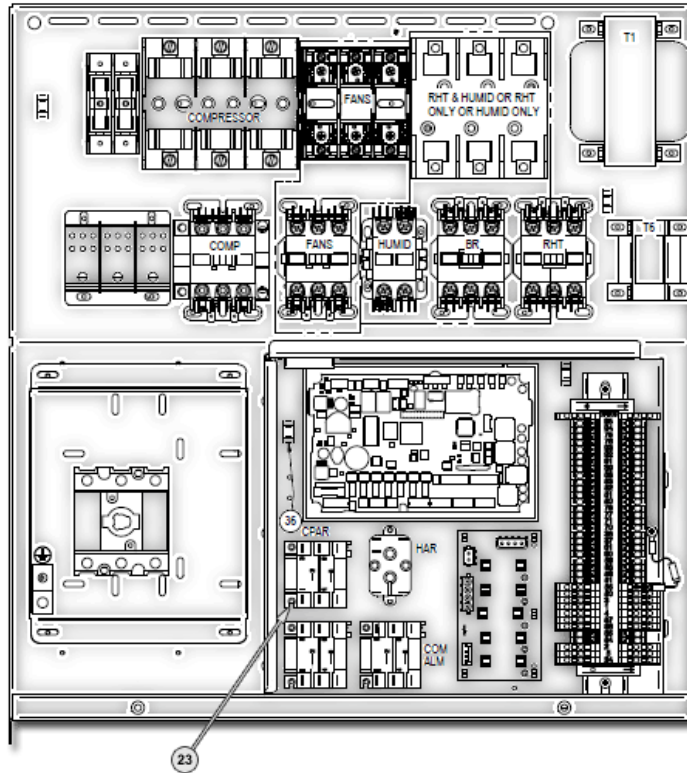 T1
FANS
RHT & HUMID OR RHT
ONLY OR HUMID ONLY
COMPRESSOR
COMP
FANS
HUMID
BR
RHT
T6
36
CPAR
HAR
COM
ALM
23